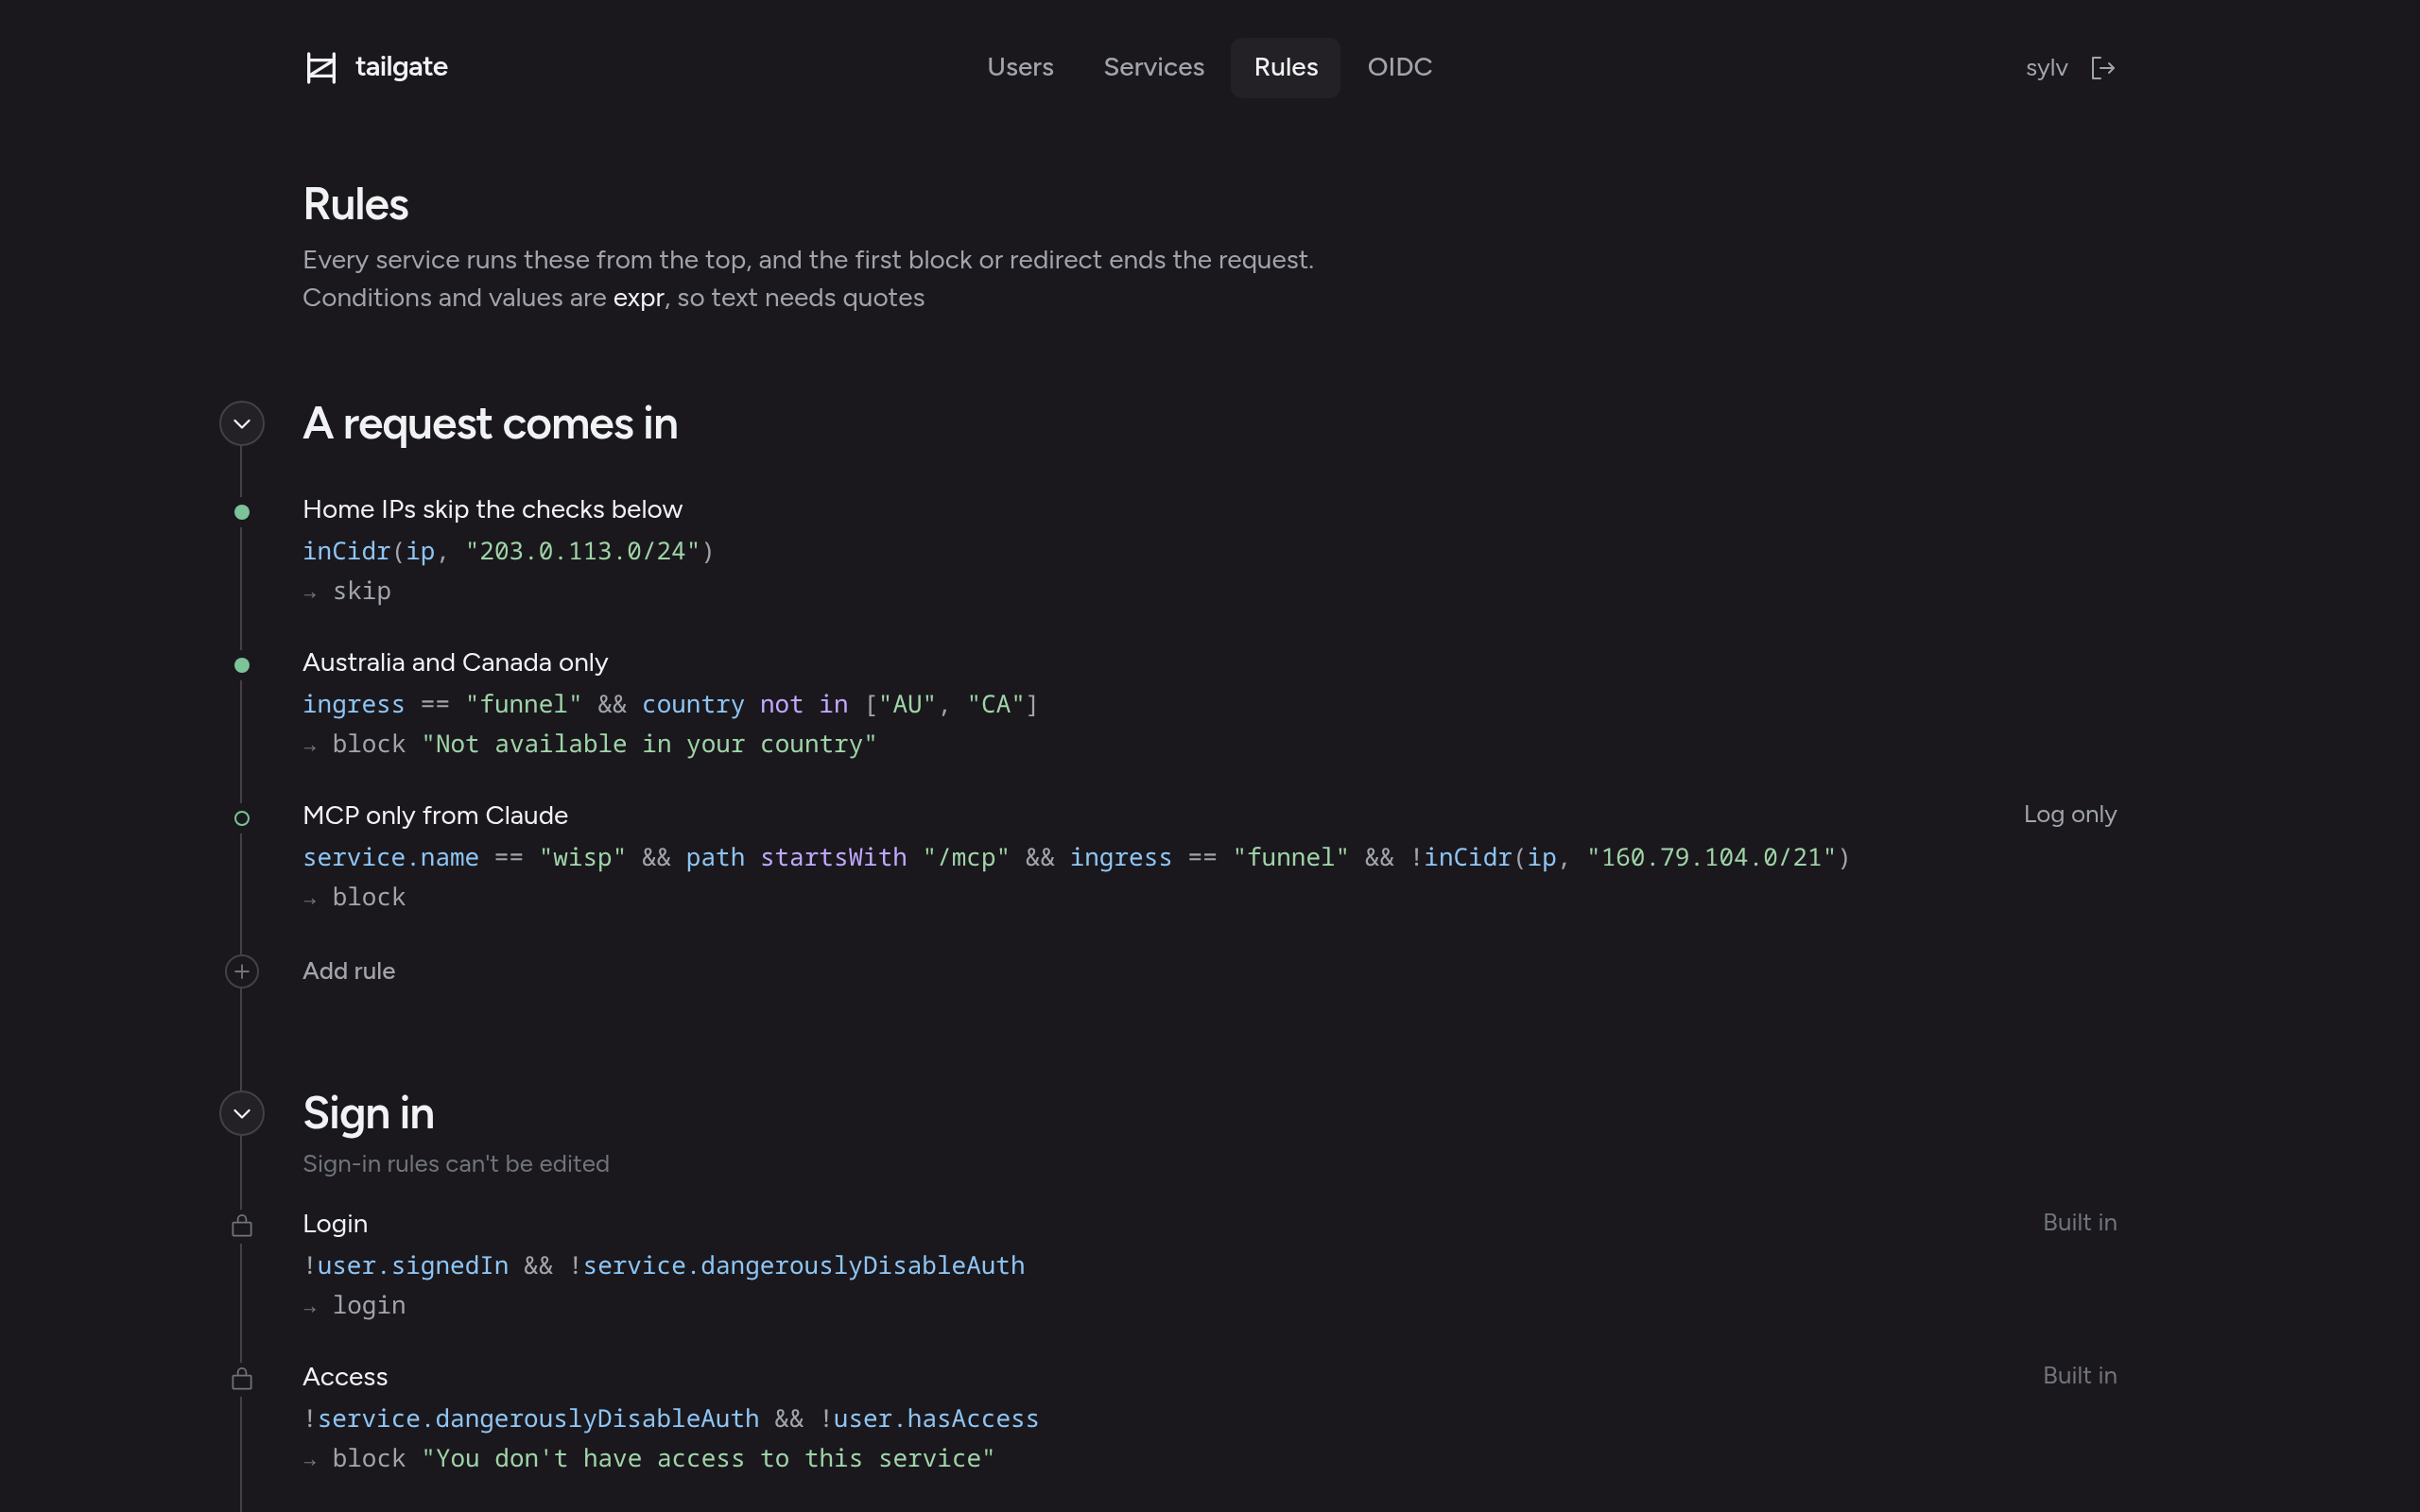 tailgate
Users Services Rules OIDC
sylv
Rules
Every service runs these from the top, and the first block or redirect ends the request.
Conditions and values are expr, so text needs quotes
A request comes in
Home IPs skip the checks below
inCidr(ip, "203.0.113.0/24")
→ skip
Australia and Canada only
ingress == "funnel" && country not in ["AU", "CA"]
→ block "Not available in your country"
MCP only from Claude
Log only
service.name == "wisp" && path startsWith "/mcp" && ingress == "funnel" && !inCidr(ip, "160.79.104.0/21")
→ block
Add rule
Sign in
Sign-in rules can't be edited
Login
Built in
!user.signedIn && !service.dangerouslyDisableAuth
→ login
Access
Built in
!service.dangerouslyDisableAuth && !user.hasAccess
→ block "You don't have access to this service"